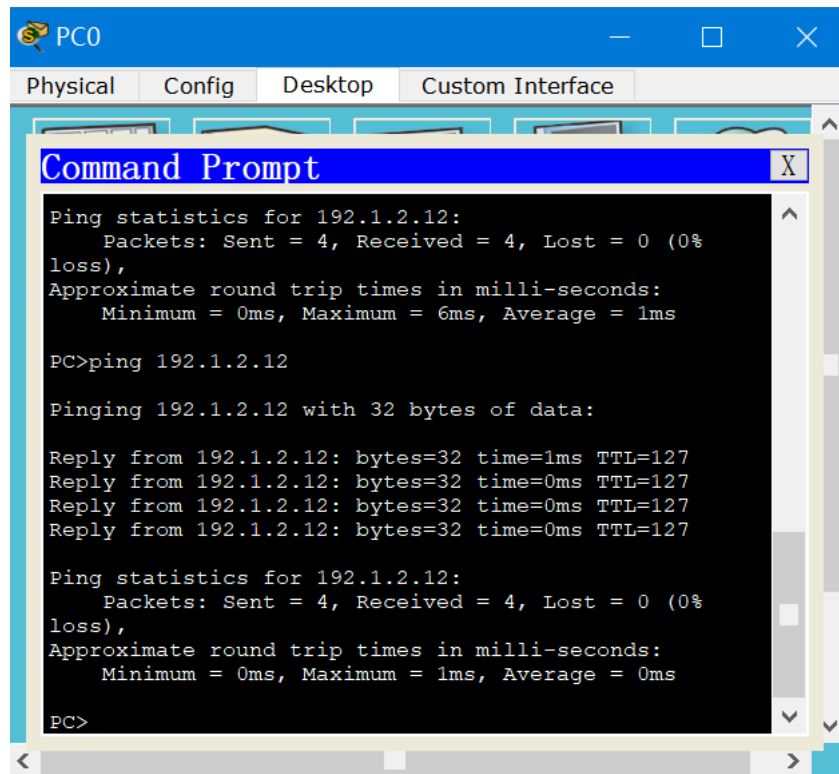 PC0
Physical Config Desktop Custom Interface
Command Prompt X
Ping statistics for 192.1.2.12:
    Packets: Sent = 4, Received = 4, Lost = 0 (0%
loss),
Approximate round trip times in milli-seconds:
    Minimum = 0ms, Maximum = 6ms, Average = 1ms
PC>ping 192.1.2.12
Pinging 192.1.2.12 with 32 bytes of data:
Reply from 192.1.2.12: bytes=32 time=1ms TTL=127
Reply from 192.1.2.12: bytes=32 time=0ms TTL=127
Reply from 192.1.2.12: bytes=32 time=0ms TTL=127
Reply from 192.1.2.12: bytes=32 time=0ms TTL=127
Ping statistics for 192.1.2.12:
    Packets: Sent = 4, Received = 4, Lost = 0 (0%
loss),
Approximate round trip times in milli-seconds:
    Minimum = 0ms, Maximum = 1ms, Average = 0ms
PC>